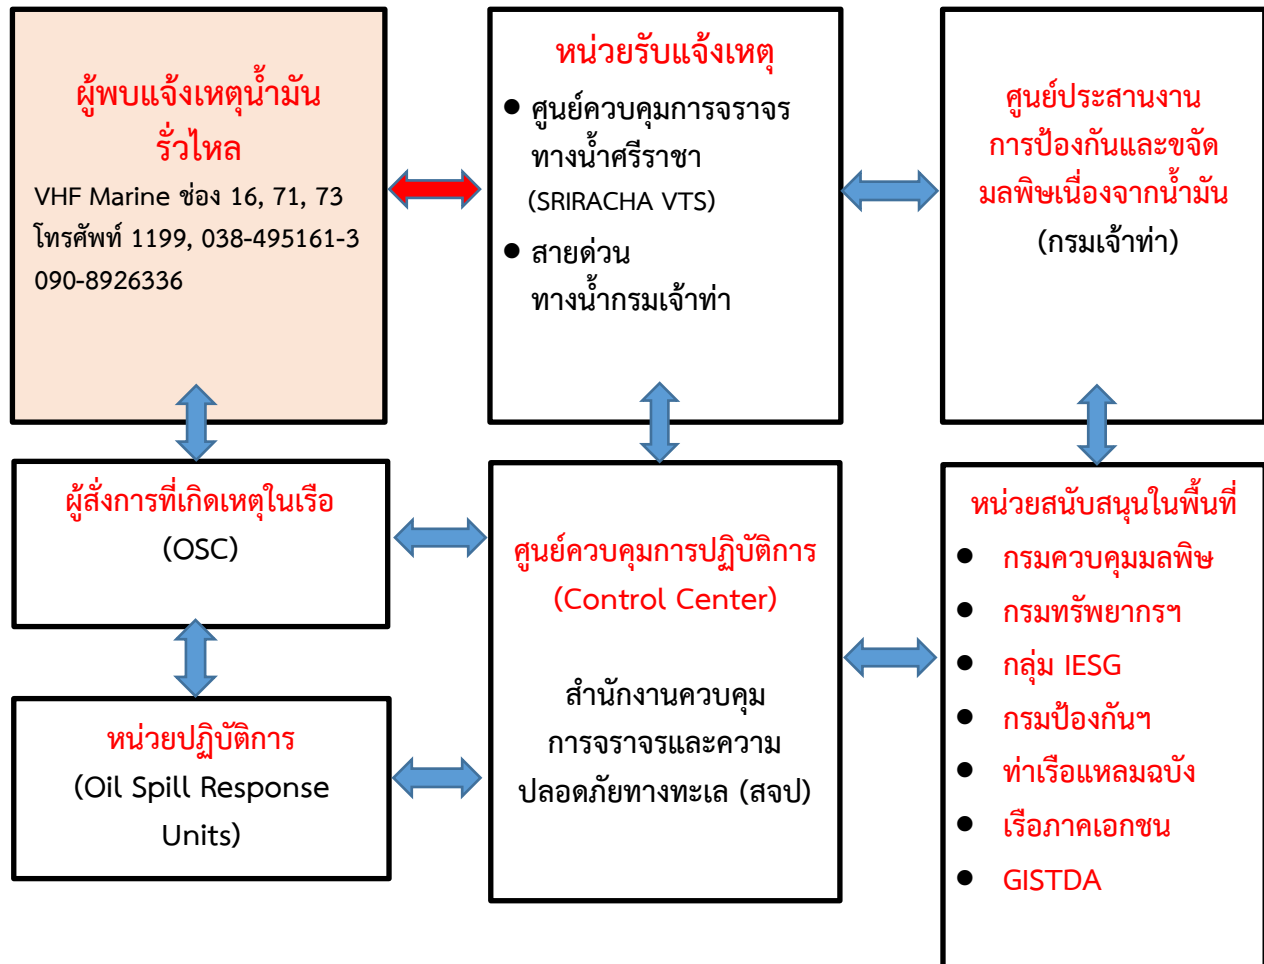 ผู้พบแจ้งเหตุน้ำมัน
รั่วไหล
VHF Marine ช่อง 16, 71, 73
โทรศัพท์ 1199, 038-495161-3
090-8926336
หน่วยรับแจ้งเหตุ
● ศูนย์ควบคุมการจราจร
ทางน้ำศรีราชา
(SRIRACHA VTS)
● สายด่วน
ทางน้ำกรมเจ้าท่า
ศูนย์ประสานงาน
การป้องกันและขจัด
มลพิษเนื่องจากน้ำมัน
(กรมเจ้าท่า)
ผู้สั่งการที่เกิดเหตุในเรือ
(OSC)
หน่วยปฏิบัติการ
(Oil Spill Response
Units)
ศูนย์ควบคุมการปฏิบัติการ
(Control Center)
สำนักงานควบคุม
การจราจรและความ
ปลอดภัยทางทะเล (สจป)
หน่วยสนับสนุนในพื้นที่
● กรมควบคุมมลพิษ
● กรมทรัพยากรฯ
● กลุ่ม IESG
● กรมป้องกันฯ
● ท่าเรือแหลมฉบัง
● เรือภาคเอกชน
● GISTDA